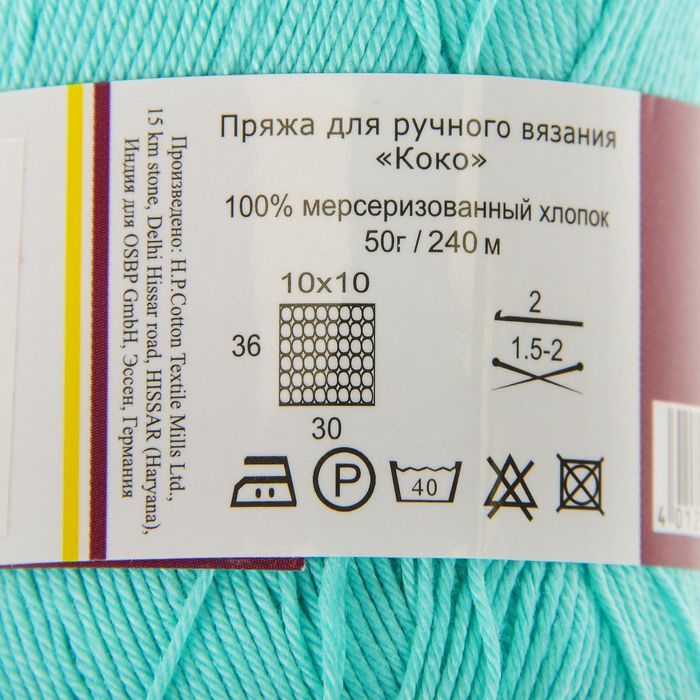 Пряжа для ручного вязания
«Коко»
100% мерсеризованный хлопок
50г / 240 м
10x10
36
30
2
1.5-2
P
40
Произведено: H.P.Cotton Textile Mills Ltd.,
15 km stone, Delhi Hissar road, HISSAR (Haryana),
Индия для OSBP GmbH, Эссен, Германия